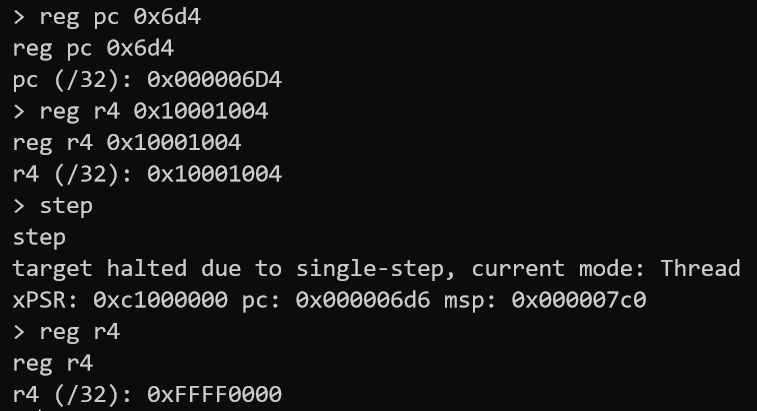 > reg pc 0x6d4
reg pc 0x6d4
pc (/32): 0x000006D4
> reg r4 0x10001004
reg r4 0x10001004
r4 (/32): 0x10001004
> step
step
target halted due to single-step, current mode: Thread
xPSR: 0xc1000000 pc: 0x000006d6 msp: 0x000007c0
> reg r4
reg r4
r4 (/32): 0xFFFF0000